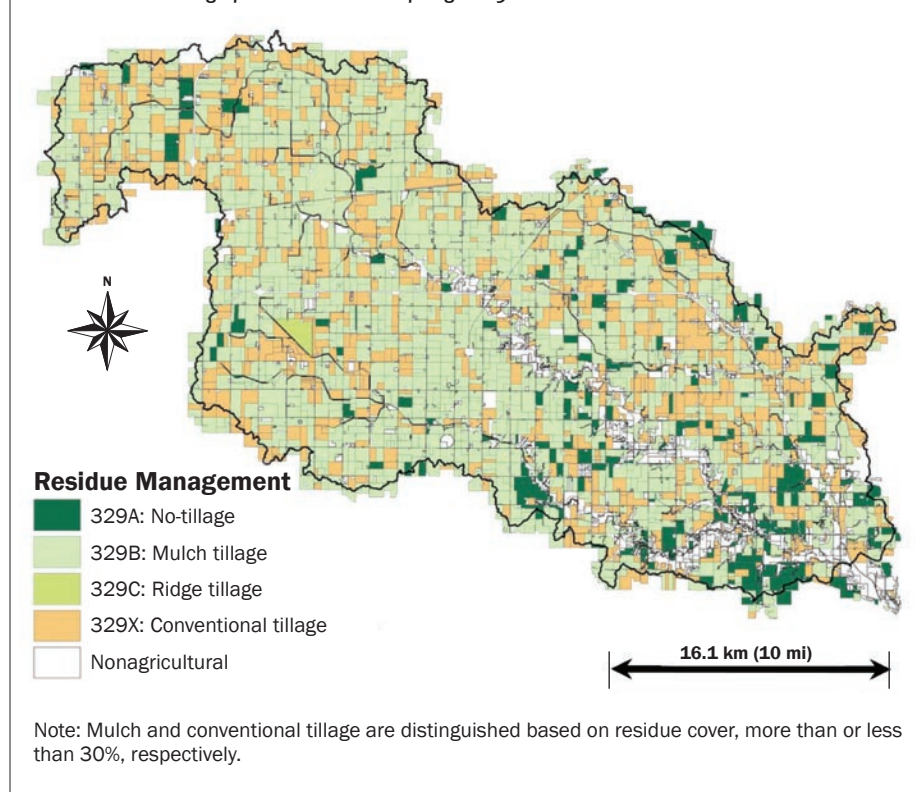 N
Residue Management
329A: No-tillage
329B: Mulch tillage
329C: Ridge tillage
329X: Conventional tillage
Nonagricultural
16.1 km (10 mi)
Note: Mulch and conventional tillage are distinguished based on residue cover, more than or less
than 30%, respectively.